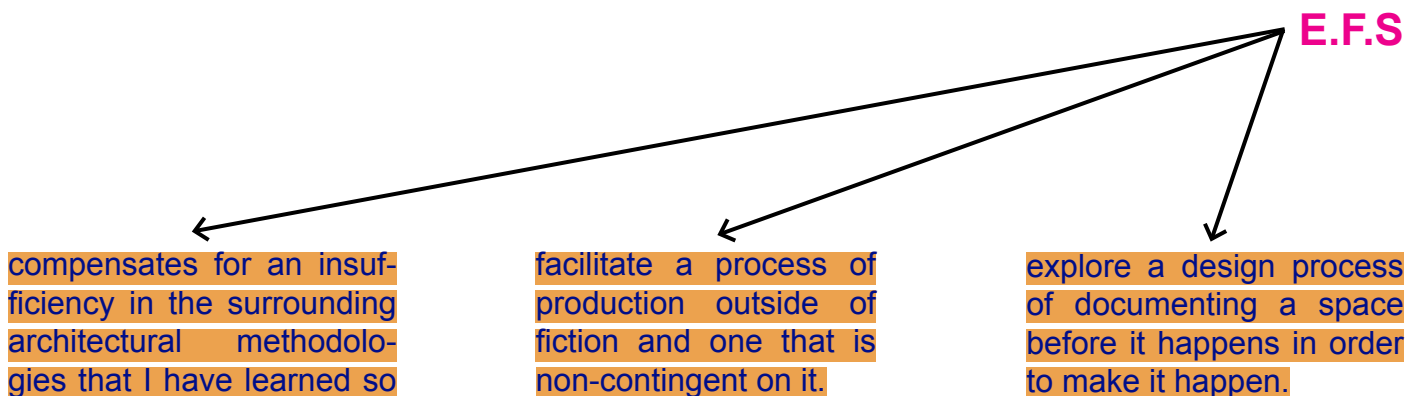 E.F.S
compensates for an insuf-
ficiency in the surrounding
architectural methodolo-
gies that I have learned so
facilitate a process of
production outside of
fiction and one that is
non-contingent on it.
explore a design process
of documenting a space
before it happens in order
to make it happen.